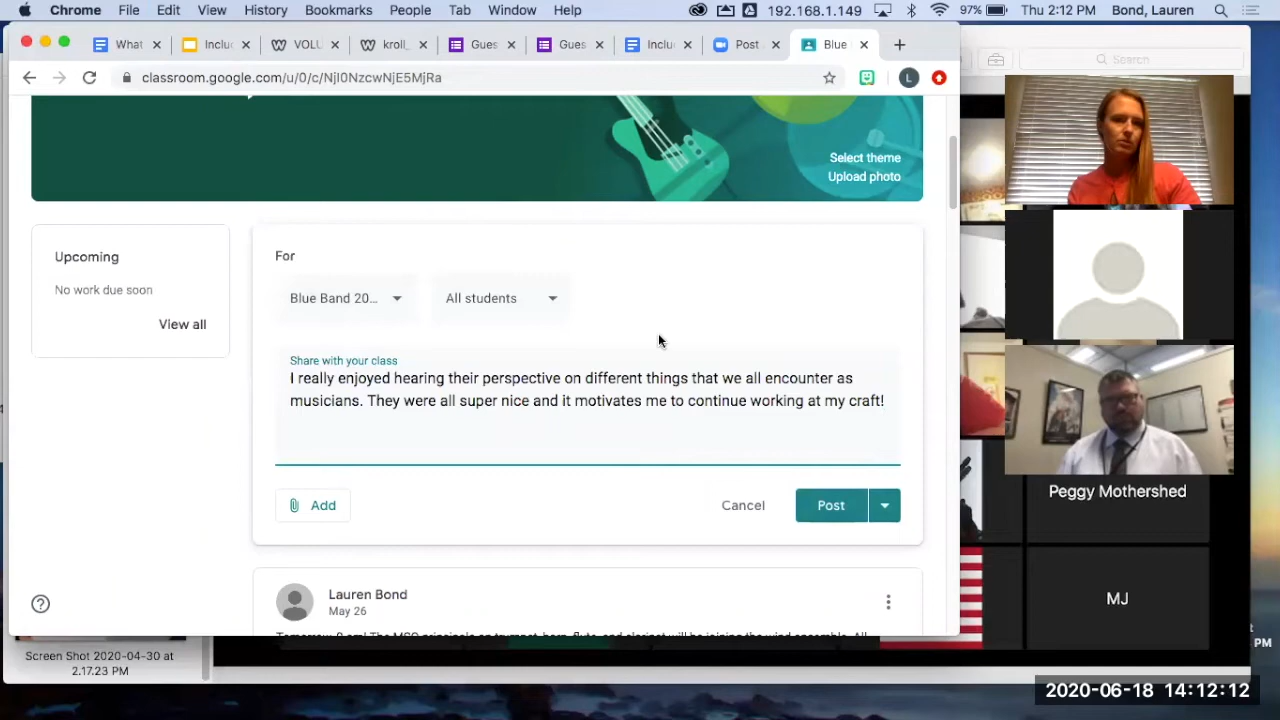 Chrome File Edit View History Bookmarks People Tab Window Help 192.168.1.149 97% Thu 2:12 PM Bond, Lauren
What Inclu VOLU kroll_ Gues Gues Inclu Post - Blue
classroom.google.com/u/0/c/NjI0NzcwNjE5MjRa
Search
Select theme
Upload photo
Upcoming
No work due soon
View all
For
Blue Band 20... All students
Share with your class
I really enjoyed hearing their perspective on different things that we all encounter as
musicians. They were all super nice and it motivates me to continue working at my craft!
Add Cancel Post
Lauren Bond
May 26
Peggy Mothershed
MJ
Screen Shot 2020-04-30 at
2.17.23 PM
PM
2020-06-18 14:12:12